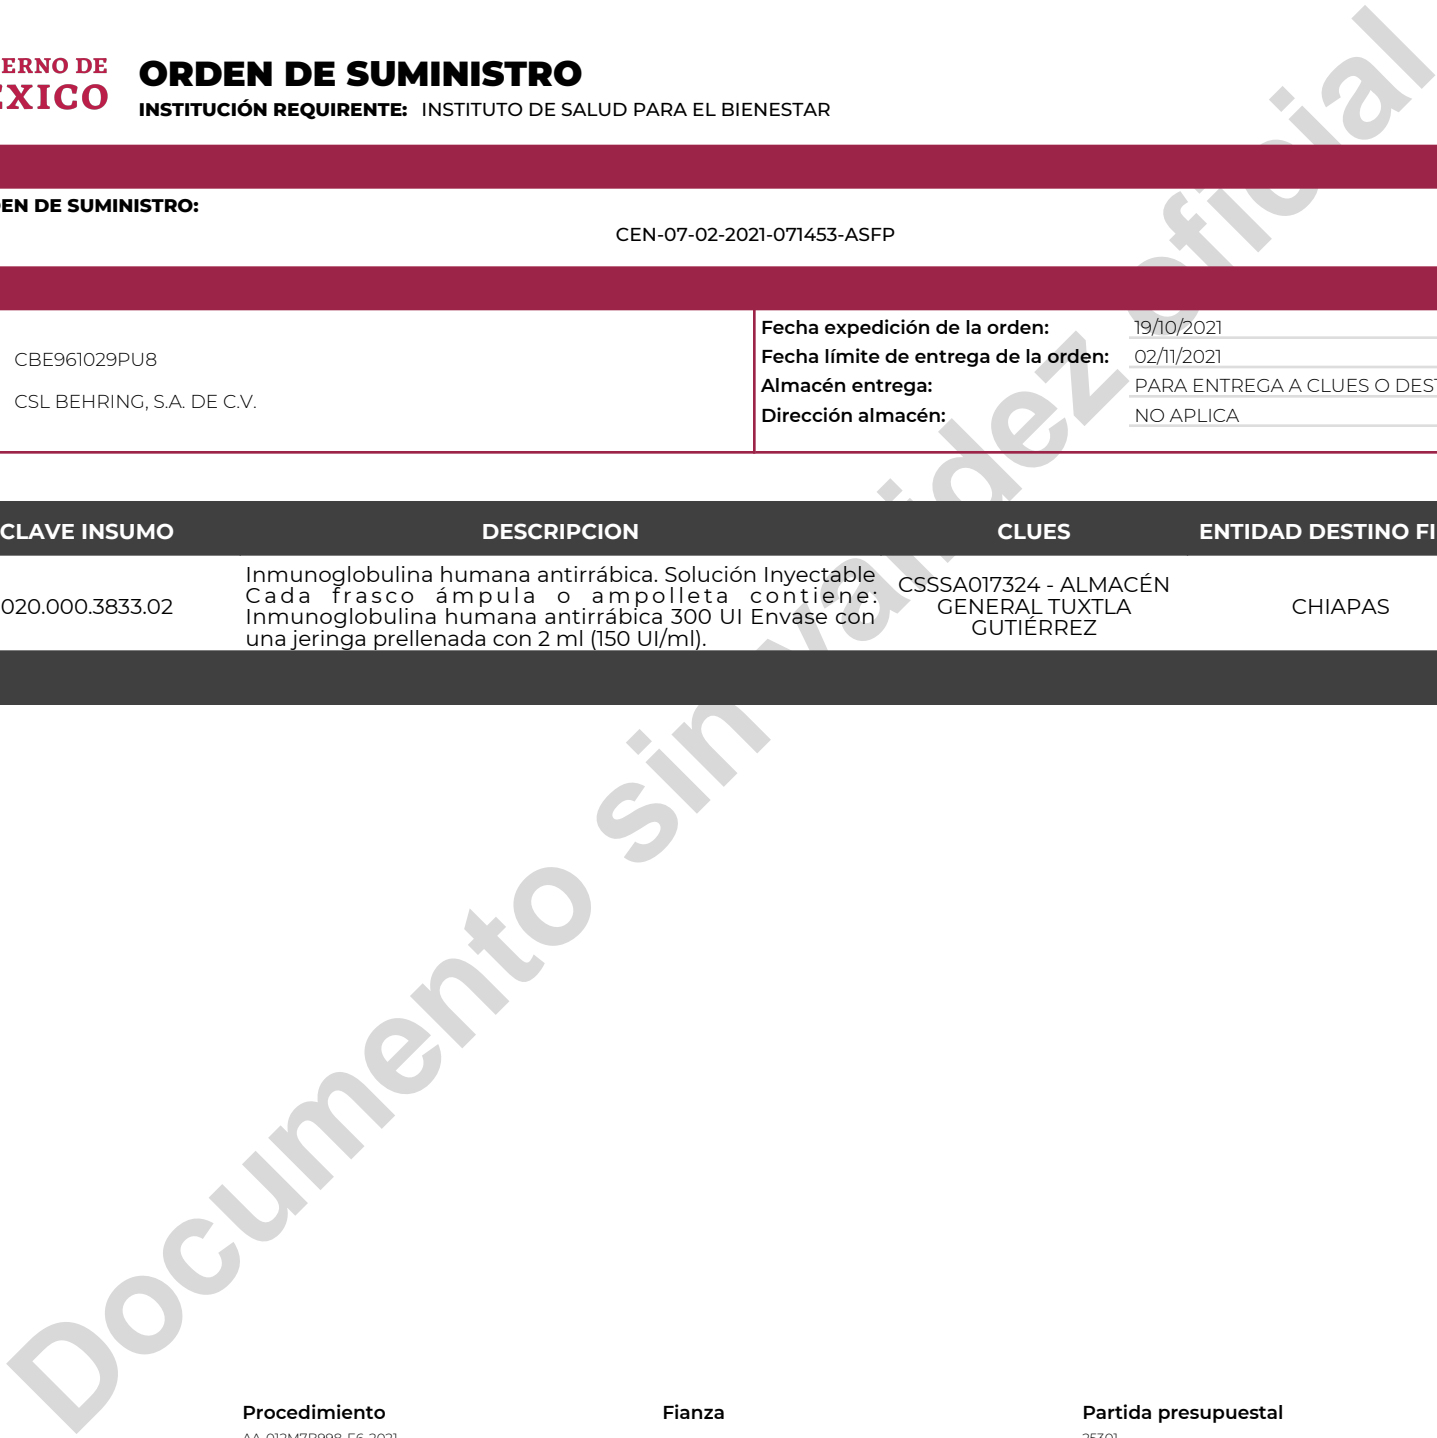 ERNO DE
ORDEN DE SUMINISTRO
INSTITUCIÓN REQUIRENTE: INSTITUTO DE SALUD PARA EL BIENESTAR
EN DE SUMINISTRO:
CEN-07-02-2021-071453-ASFP
CBE961029PU8
CSL BEHRING, S.A. DE C.V.
Fecha expedición de la orden: 19/10/2021
Fecha límite de entrega de la orden: 02/11/2021
Almacén entrega: PARA ENTREGA A CLUES O DEST
Dirección almacén: NO APLICA
CLAVE INSUMO DESCRIPCION CLUES ENTIDAD DESTINO FI
020.000.3833.02
Inmunoglobulina humana antirrábica. Solución Inyectable
Cada frasco ámpula o ampolleta contiene:
Inmunoglobulina humana antirrábica 300 UI Envase con
una jeringa prellenada con 2 ml (150 UI/ml).
CSSSA017324 - ALMACÉN
GENERAL TUXTLA
GUTIÉRREZ
CHIAPAS
Documento sin validez oficial
Procedimiento Fianza Partida presupuestal